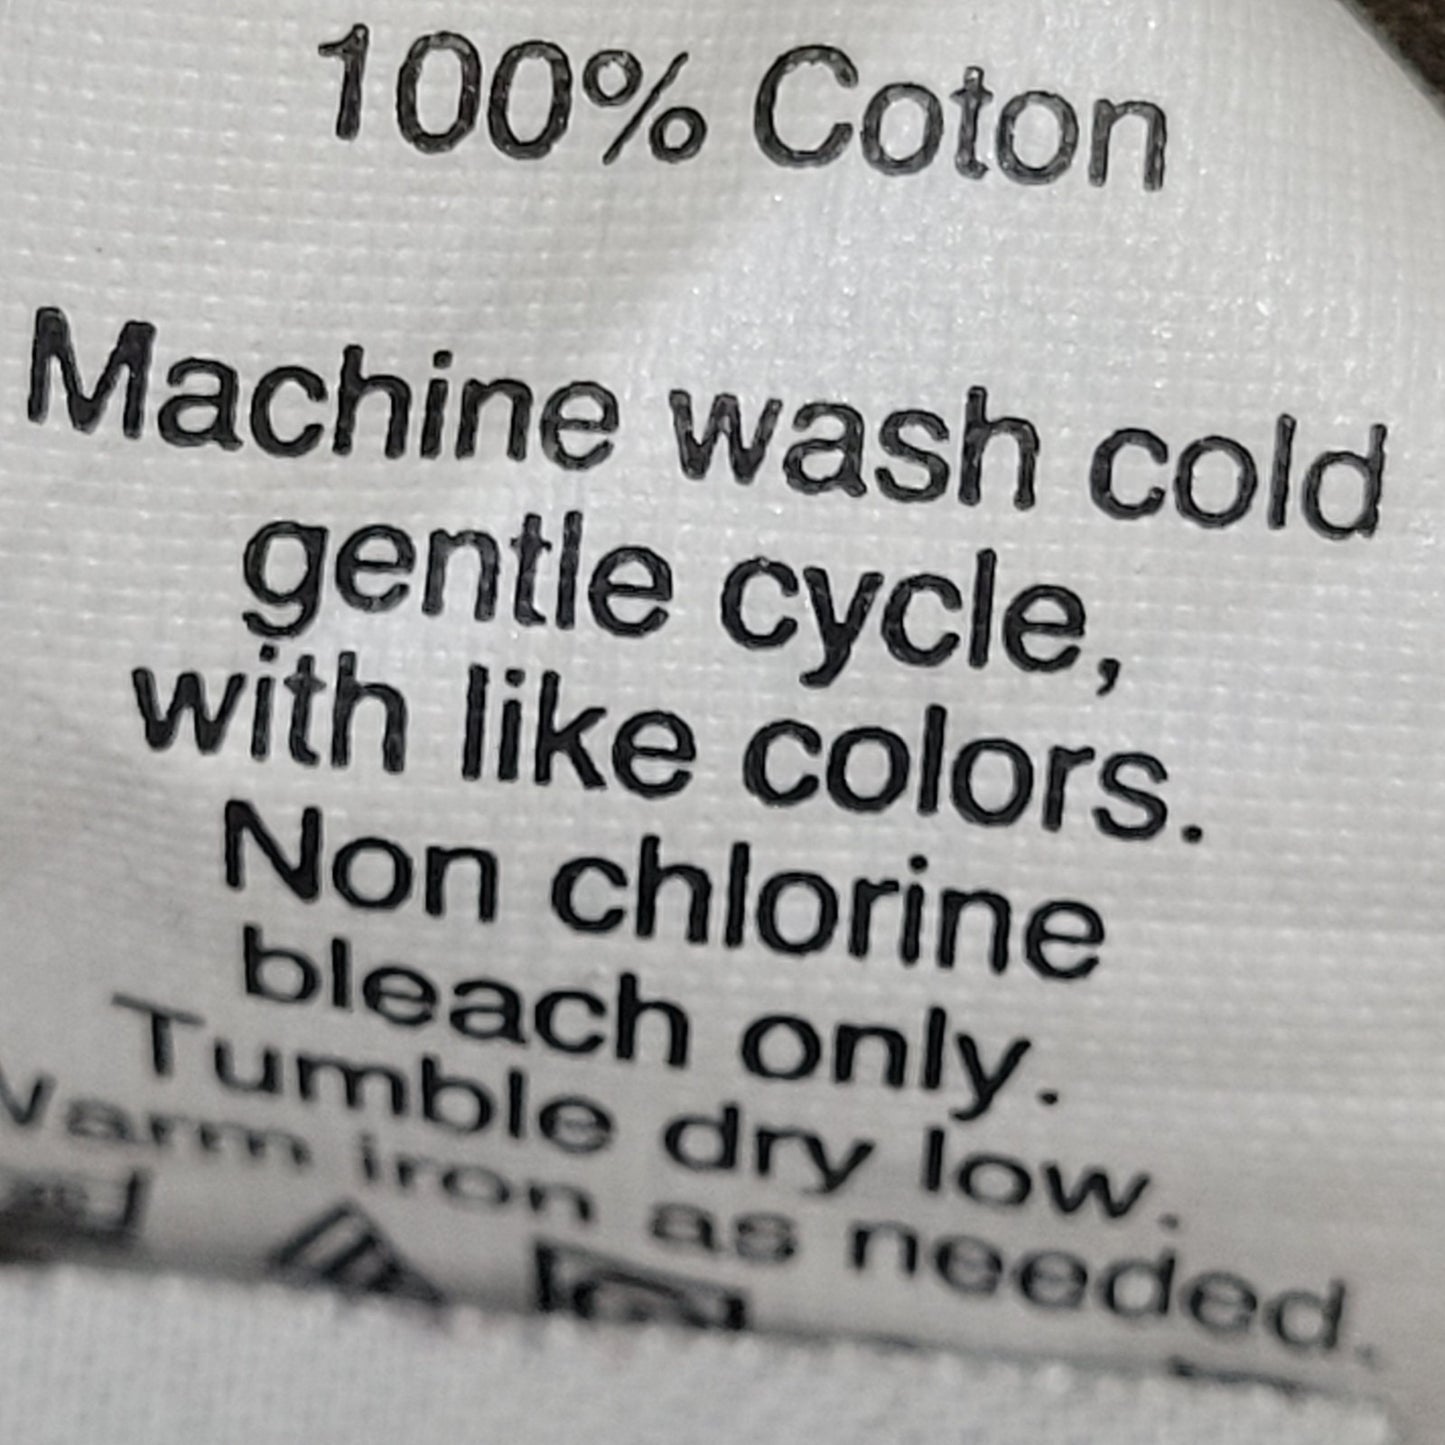 100% Coton
Machine wash cold
gentle cycle,
with like colors.
Non chlorine
bleach only.
Tumble dry low.
Warm iron as needed.